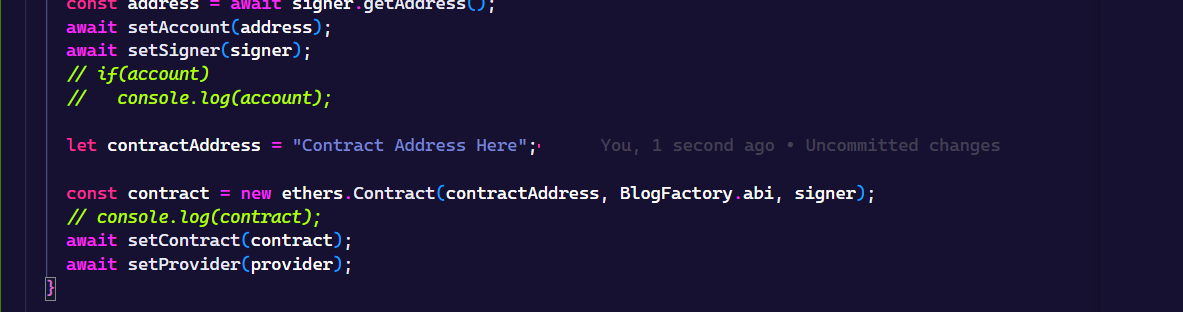 const address = await signer.getAddress();
await setAccount(address);
await setSigner(signer);
// if(account)
//   console.log(account);
let contractAddress = "Contract Address Here";    You, 1 second ago • Uncommitted changes
const contract = new ethers.Contract(contractAddress, BlogFactory.abi, signer);
// console.log(contract);
await setContract(contract);
await setProvider(provider);
}